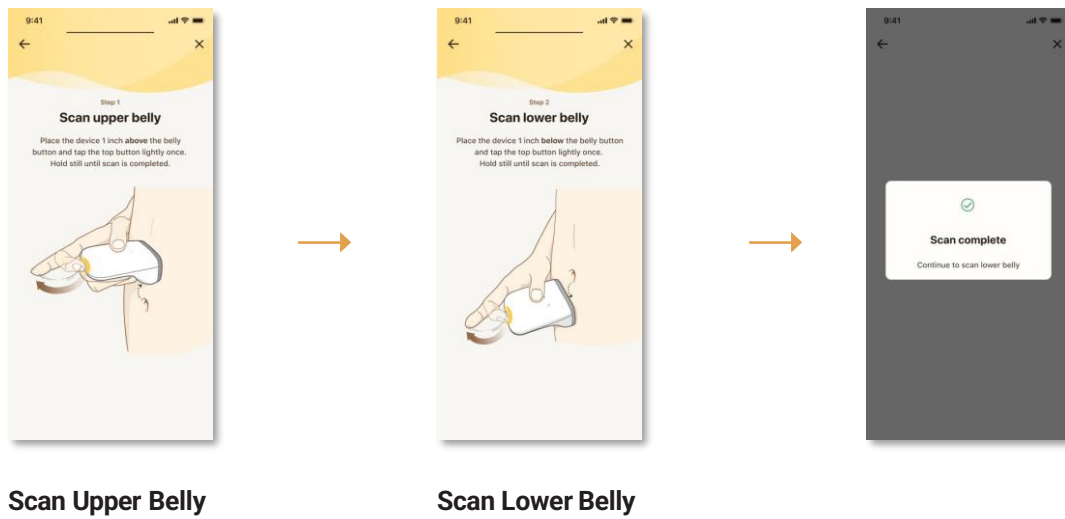 9:41
Step 1
Scan upper belly
Place the device 1 inch above the belly
button and tap the top button lightly once.
Hold still until scan is completed.
Scan Upper Belly
9:41
Step 2
Scan lower belly
Place the device 1 inch below the belly button
and tap the top button lightly once.
Hold still until scan is completed.
Scan Lower Belly
9:41
Scan complete
Continue to scan lower belly